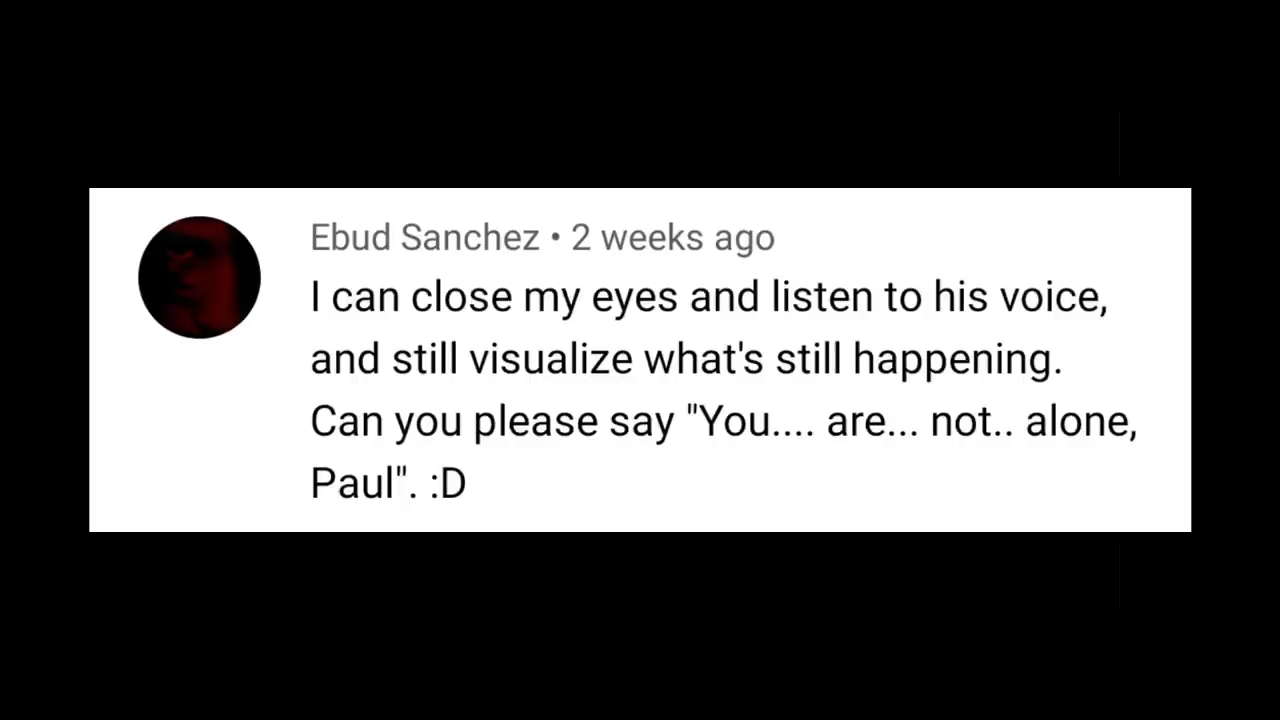 Ebud Sanchez • 2 weeks ago
I can close my eyes and listen to his voice,
and still visualize what's still happening.
Can you please say "You.... are... not.. alone,
Paul". :D